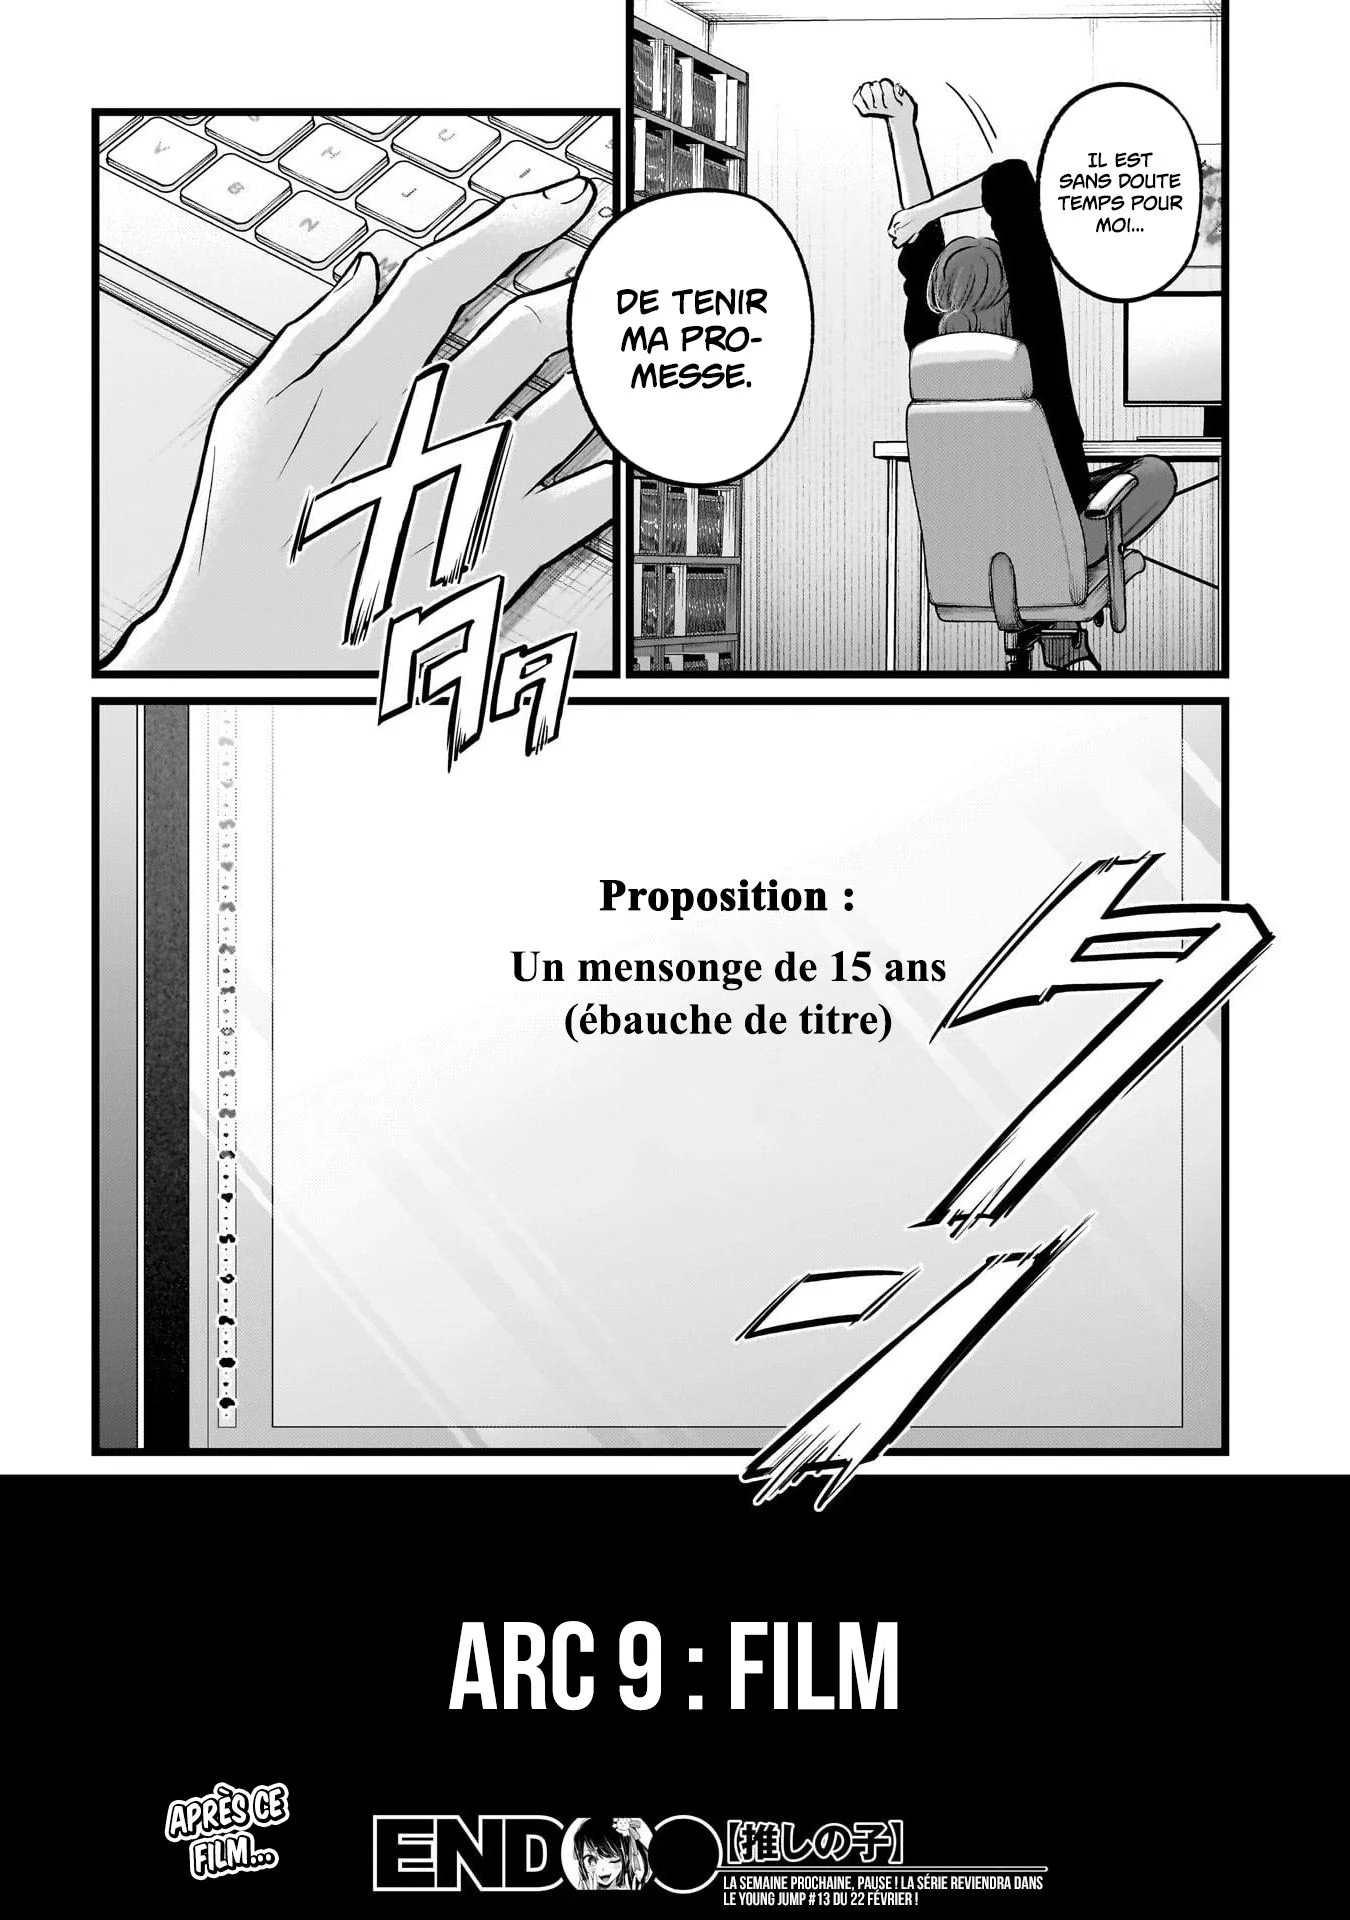 IL EST
SANS DOUTE
TEMPS POUR
MOI...
DE TENIR
MA PRO-
MESSE.
V
G
H
C
B
N
L
Z
カタタ
Proposition :
Un mensonge de 15 ans
(ébauche de titre)
タンッ
ARC 9 : FILM
APRÈS CE
FILM...
END
【推しの子】
LA SEMAINE PROCHAINE, PAUSE ! LA SÉRIE REVIENDRA DANS
LE YOUNG JUMP #13 DU 22 FÉVRIER !